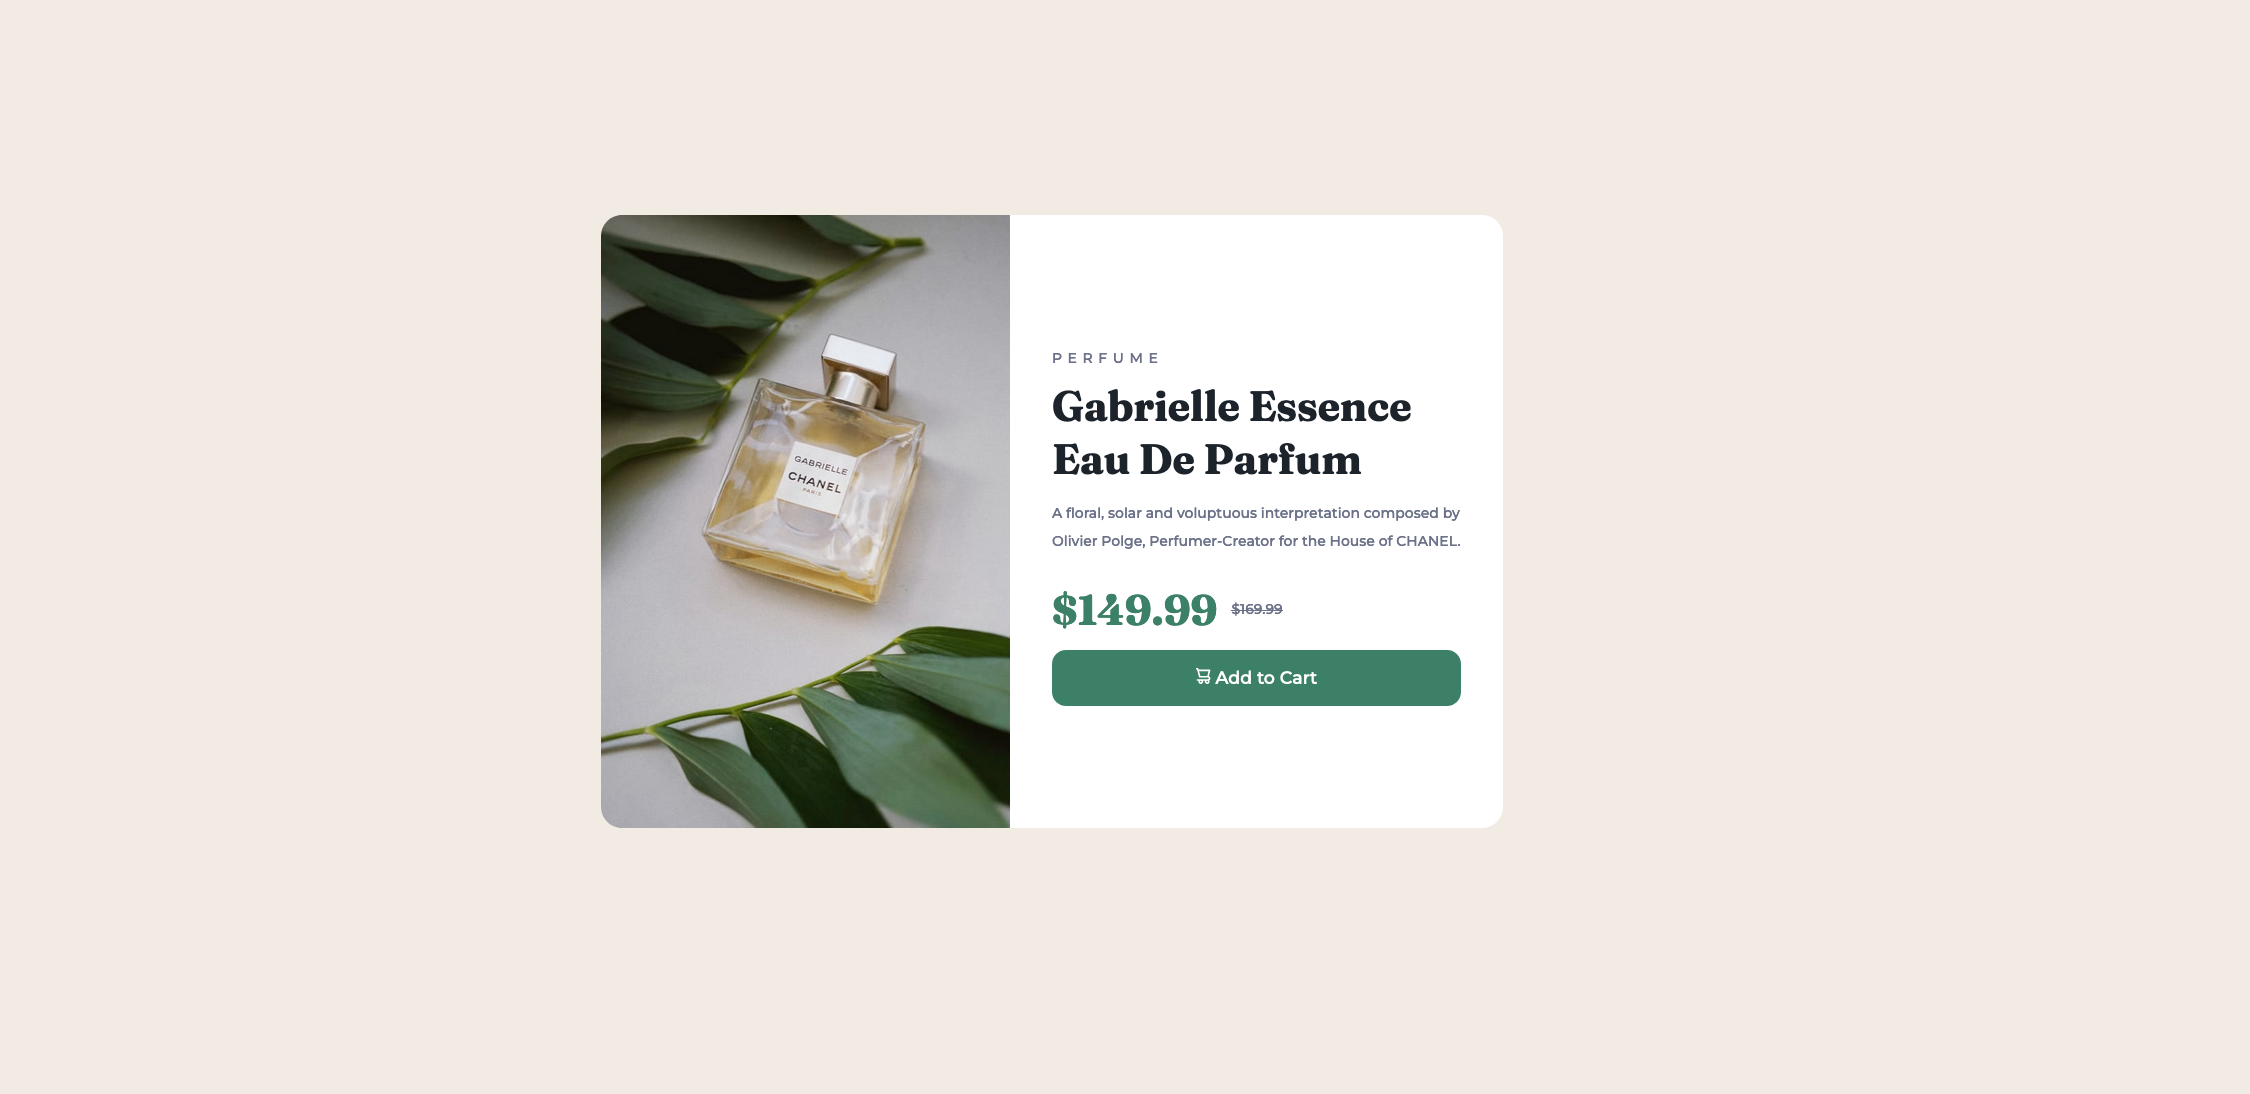 GABRIELLE
CHANEL
PARIS
PERFUME
Gabrielle Essence
Eau De Parfum
A floral, solar and voluptuous interpretation composed by
Olivier Polge, Perfumer-Creator for the House of CHANEL.
$149.99 $169.99
Add to Cart